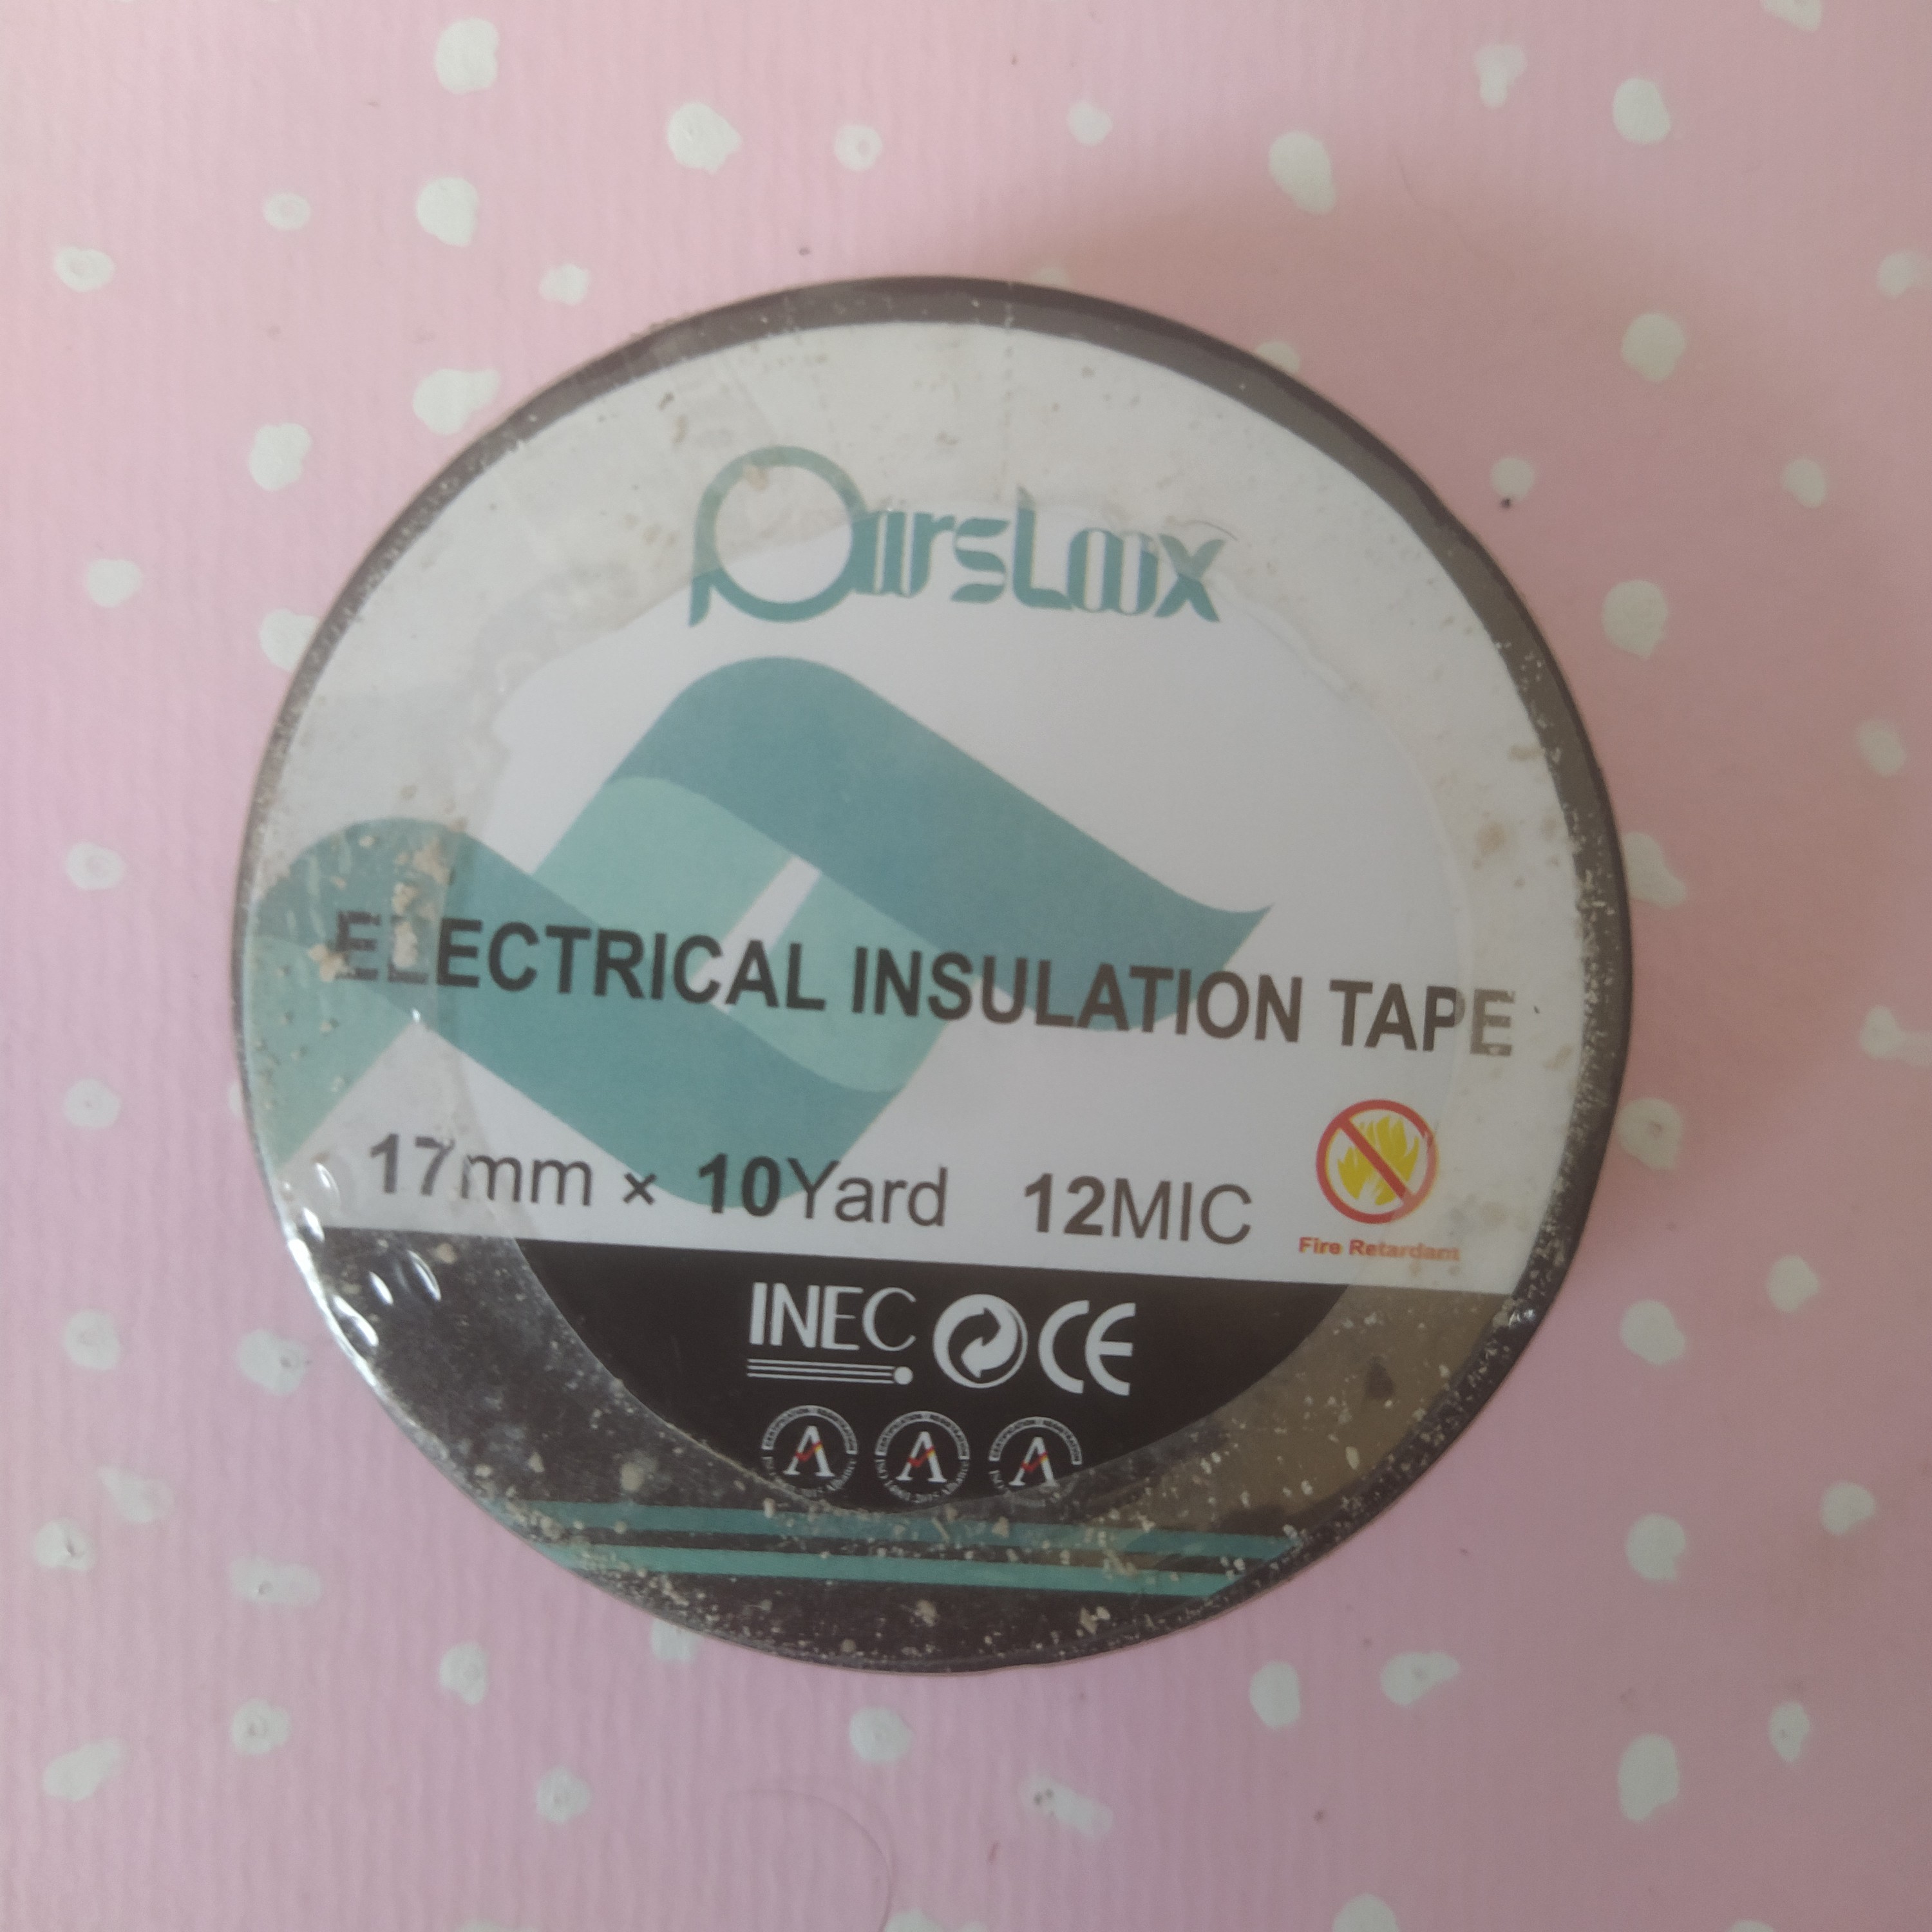 ParsLoox
ELECTRICAL INSULATION TAPE
17mm × 10Yard 12MIC
Fire Retardant
INEC CE